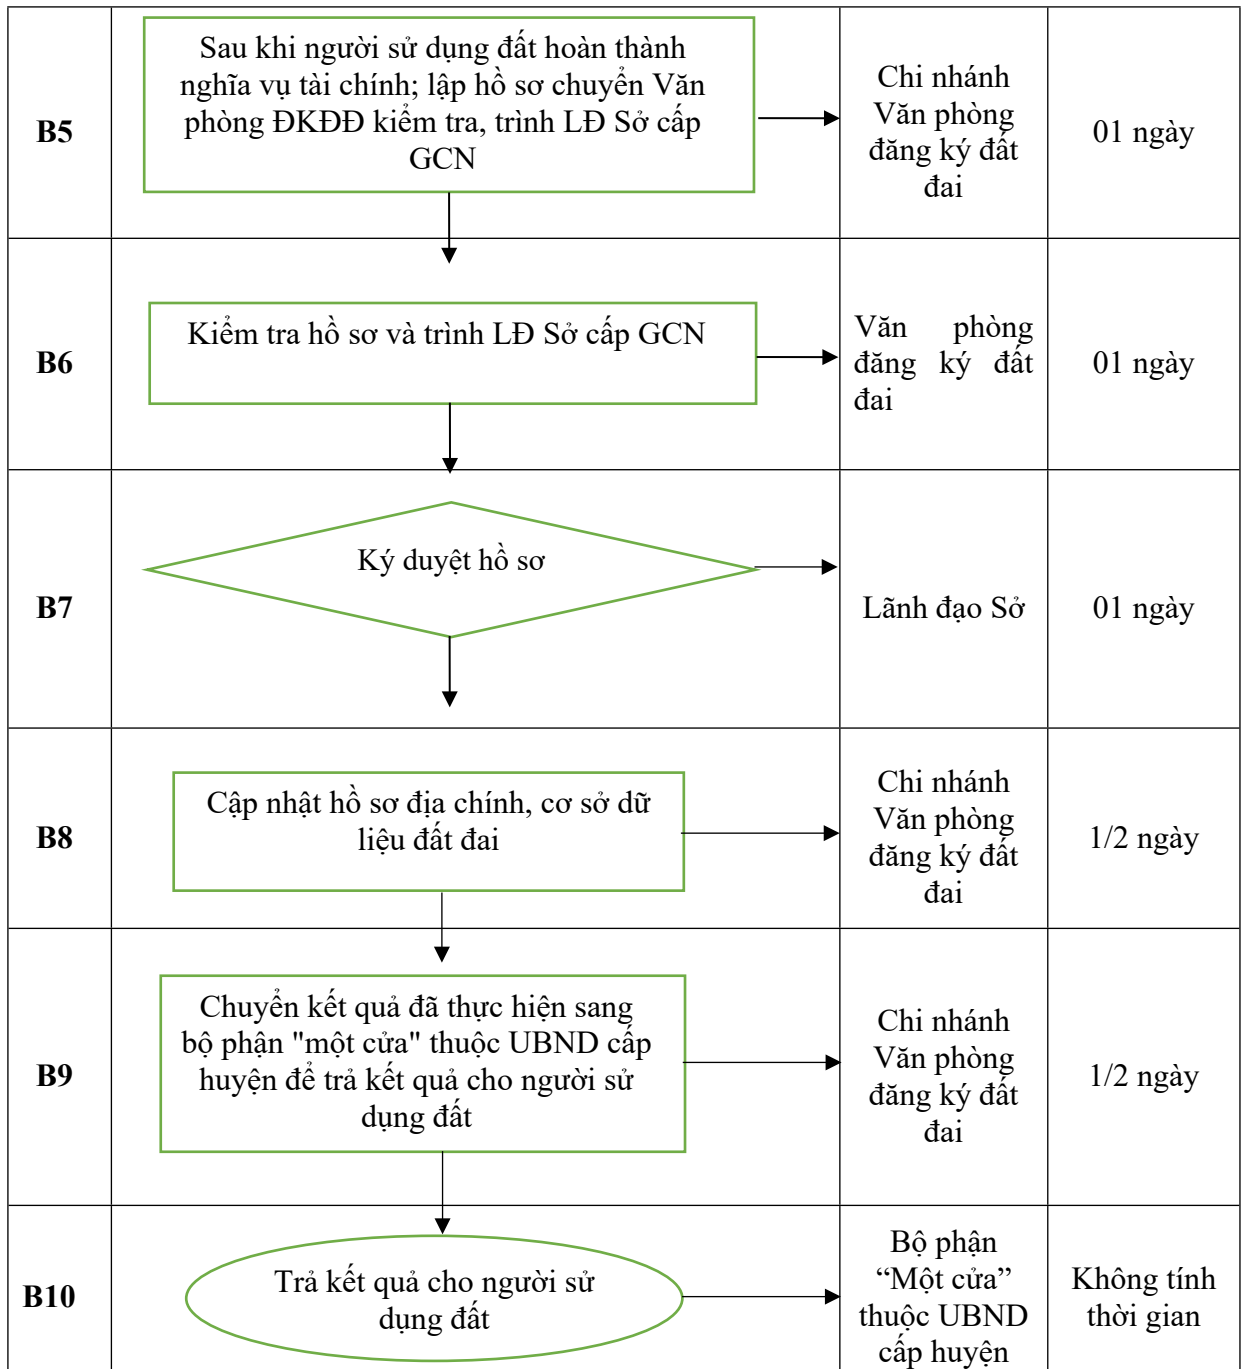 B5
Sau khi người sử dụng đất hoàn thành
nghĩa vụ tài chính; lập hồ sơ chuyển Văn
phòng ĐKĐĐ kiểm tra, trình LĐ Sở cấp
GCN
Chi nhánh
Văn phòng
đăng ký đất
đai
01 ngày
B6
Kiểm tra hồ sơ và trình LĐ Sở cấp GCN
Văn phòng
đăng ký đất
đai
01 ngày
B7
Ký duyệt hồ sơ
Lãnh đạo Sở
01 ngày
B8
Cập nhật hồ sơ địa chính, cơ sở dữ
liệu đất đai
Chi nhánh
Văn phòng
đăng ký đất
đai
1/2 ngày
B9
Chuyển kết quả đã thực hiện sang
bộ phận "một cửa" thuộc UBND cấp
huyện để trả kết quả cho người sử
dụng đất
Chi nhánh
Văn phòng
đăng ký đất
đai
1/2 ngày
B10
Trả kết quả cho người sử
dụng đất
Bộ phận
“Một cửa”
thuộc UBND
cấp huyện
Không tính
thời gian